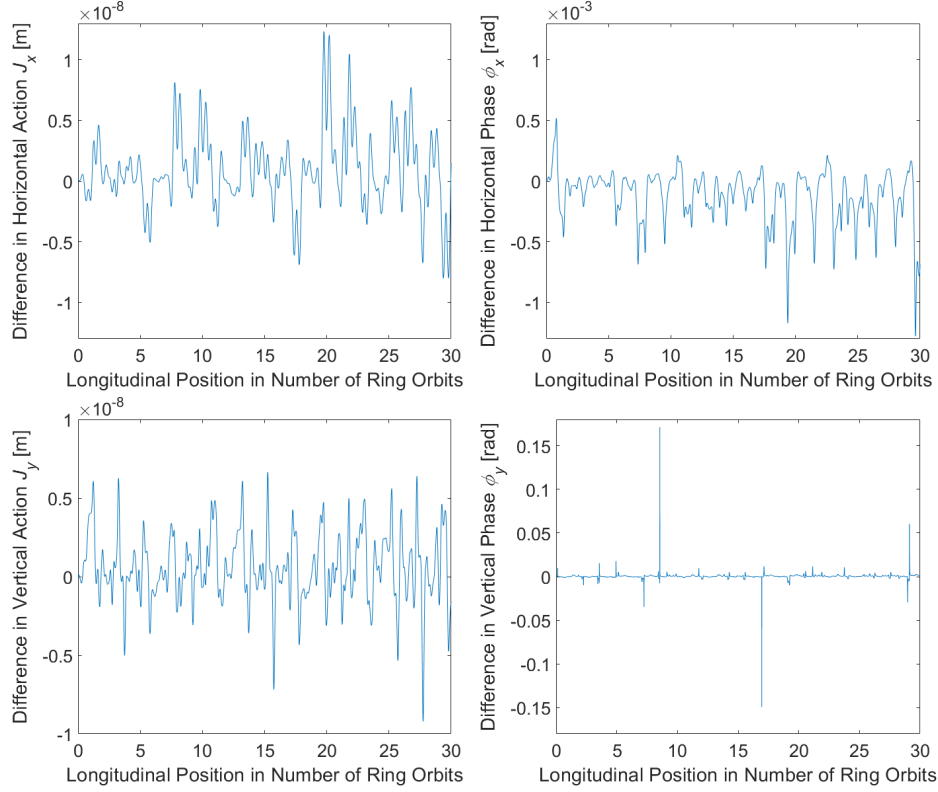 ×10-8
Difference in Horizontal Action Jx [m]
1
0.5
0
-0.5
-1
0 5 10 15 20 25 30
Longitudinal Position in Number of Ring Orbits
×10-3
Difference in Horizontal Phase ϕx [rad]
1
0.5
0
-0.5
-1
0 5 10 15 20 25 30
Longitudinal Position in Number of Ring Orbits
×10-8
Difference in Vertical Action Jy [m]
1
0.5
0
-0.5
-1
0 5 10 15 20 25 30
Longitudinal Position in Number of Ring Orbits
Difference in Vertical Phase ϕy [rad]
0.15
0.1
0.05
0
-0.05
-0.1
-0.15
0 5 10 15 20 25 30
Longitudinal Position in Number of Ring Orbits